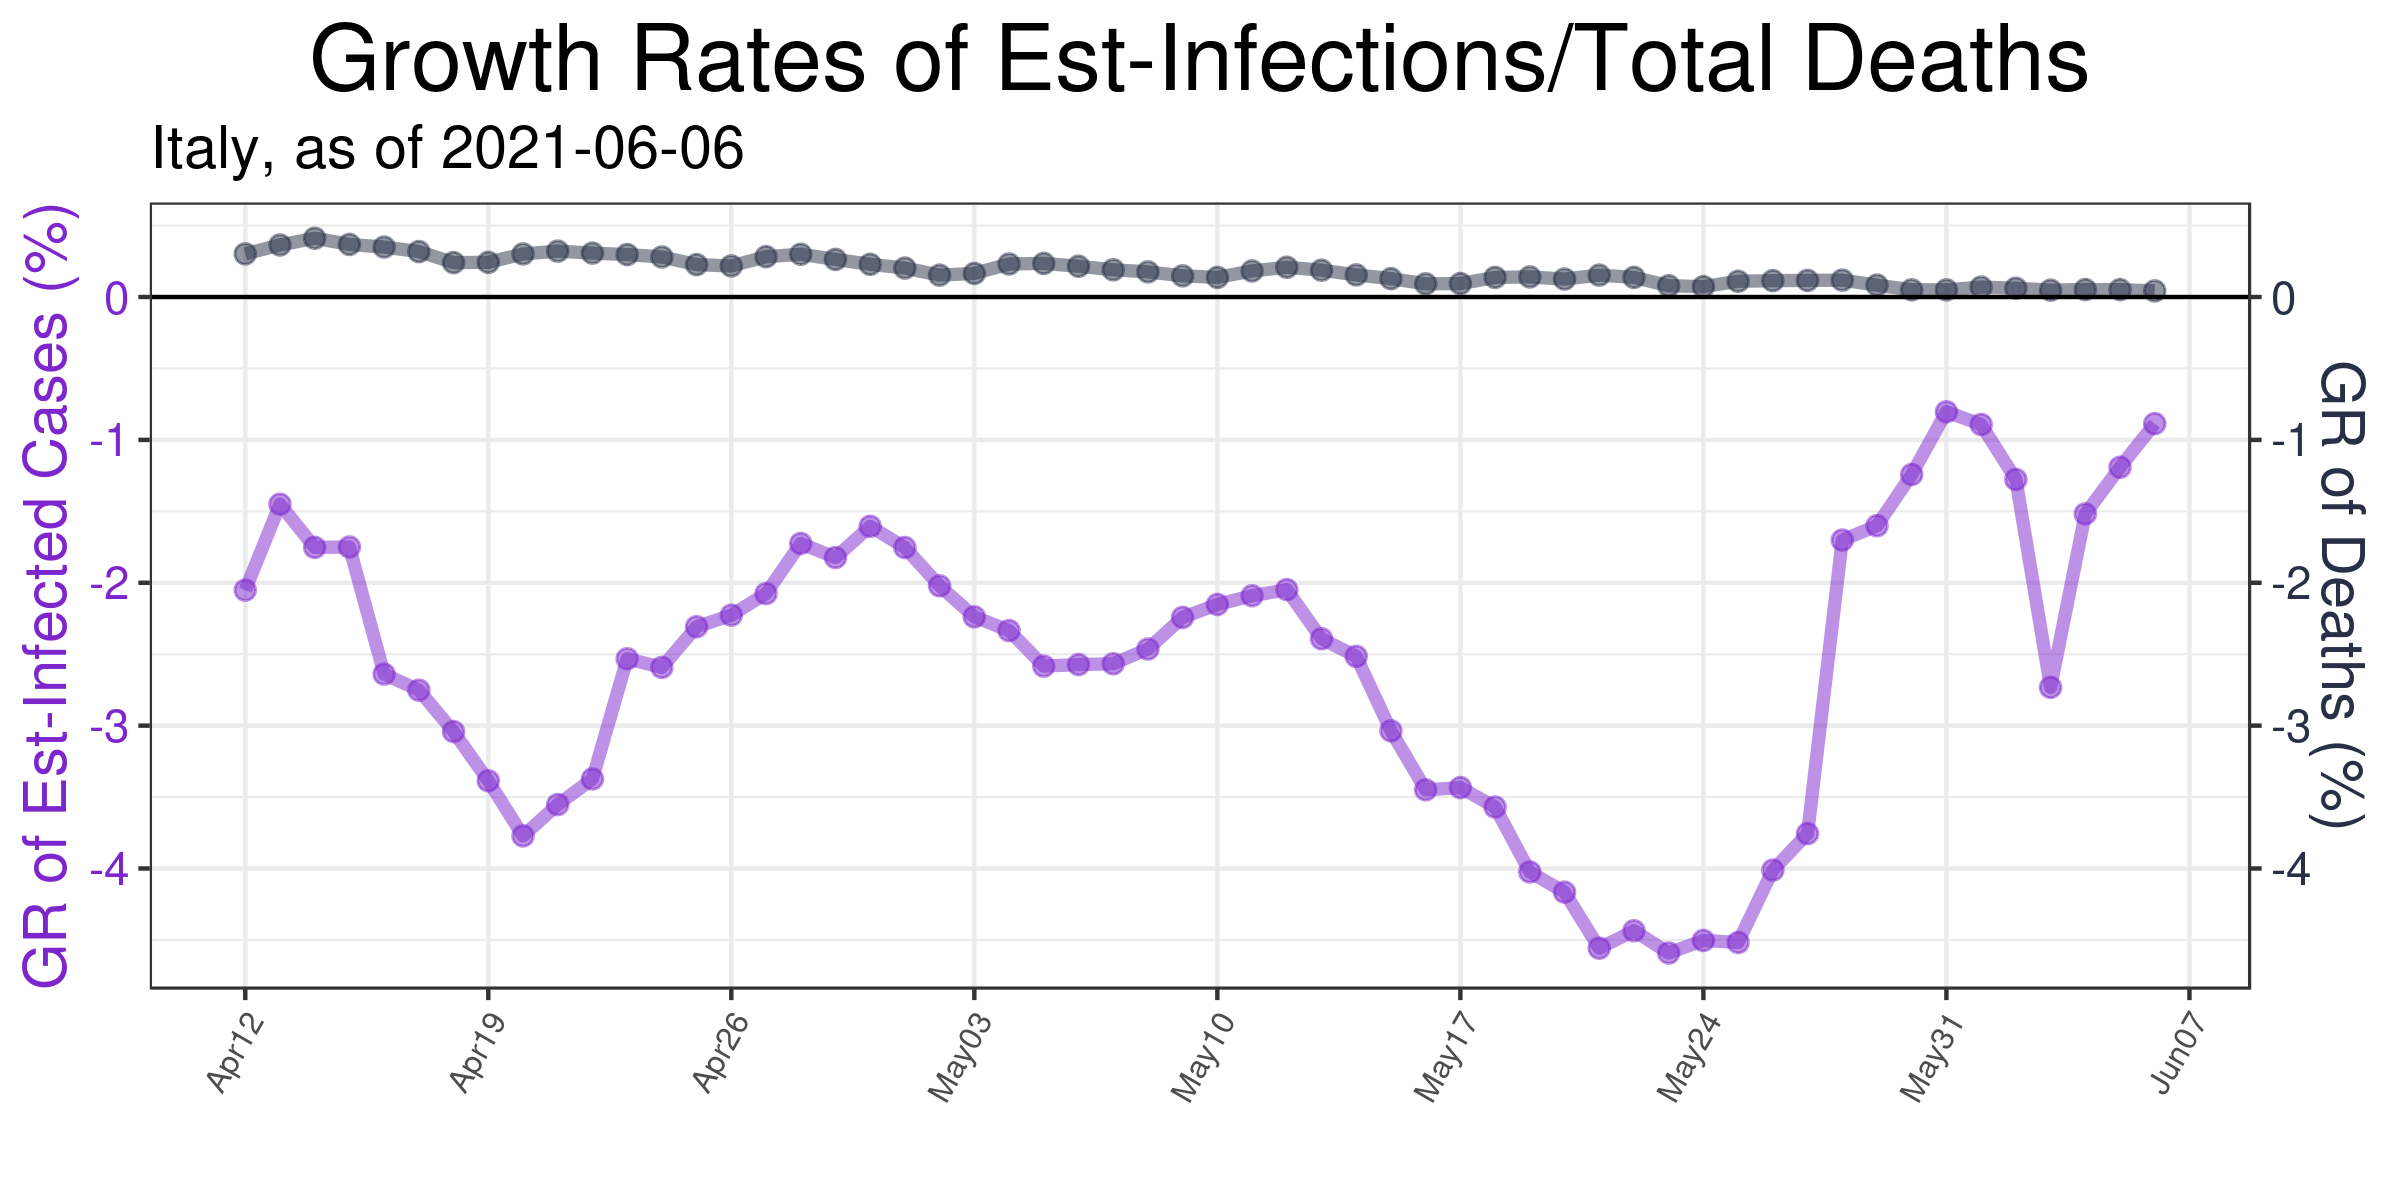 Growth Rates of Est-Infections/Total Deaths
Italy, as of 2021-06-06
GR of Est-Infected Cases (%)
0
-1
-2
-3
-4
0
-1
-2
-3
-4
GR of Deaths (%)
Apr12
Apr19
Apr26
May03
May10
May17
May24
May31
Jun07